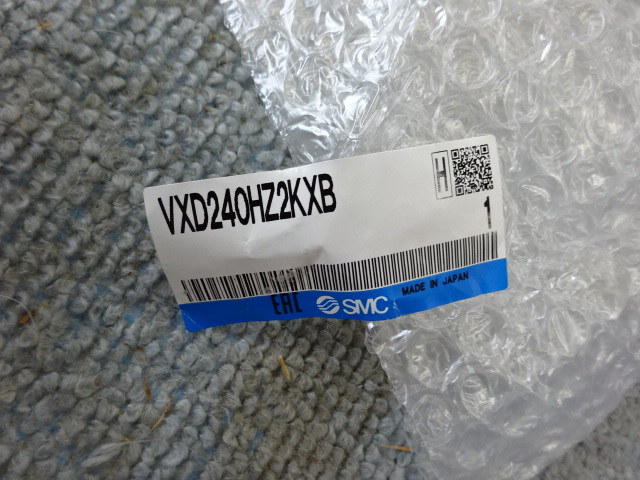 VXD240HZ2KXB
H
1
EAC SMC MADE IN JAPAN